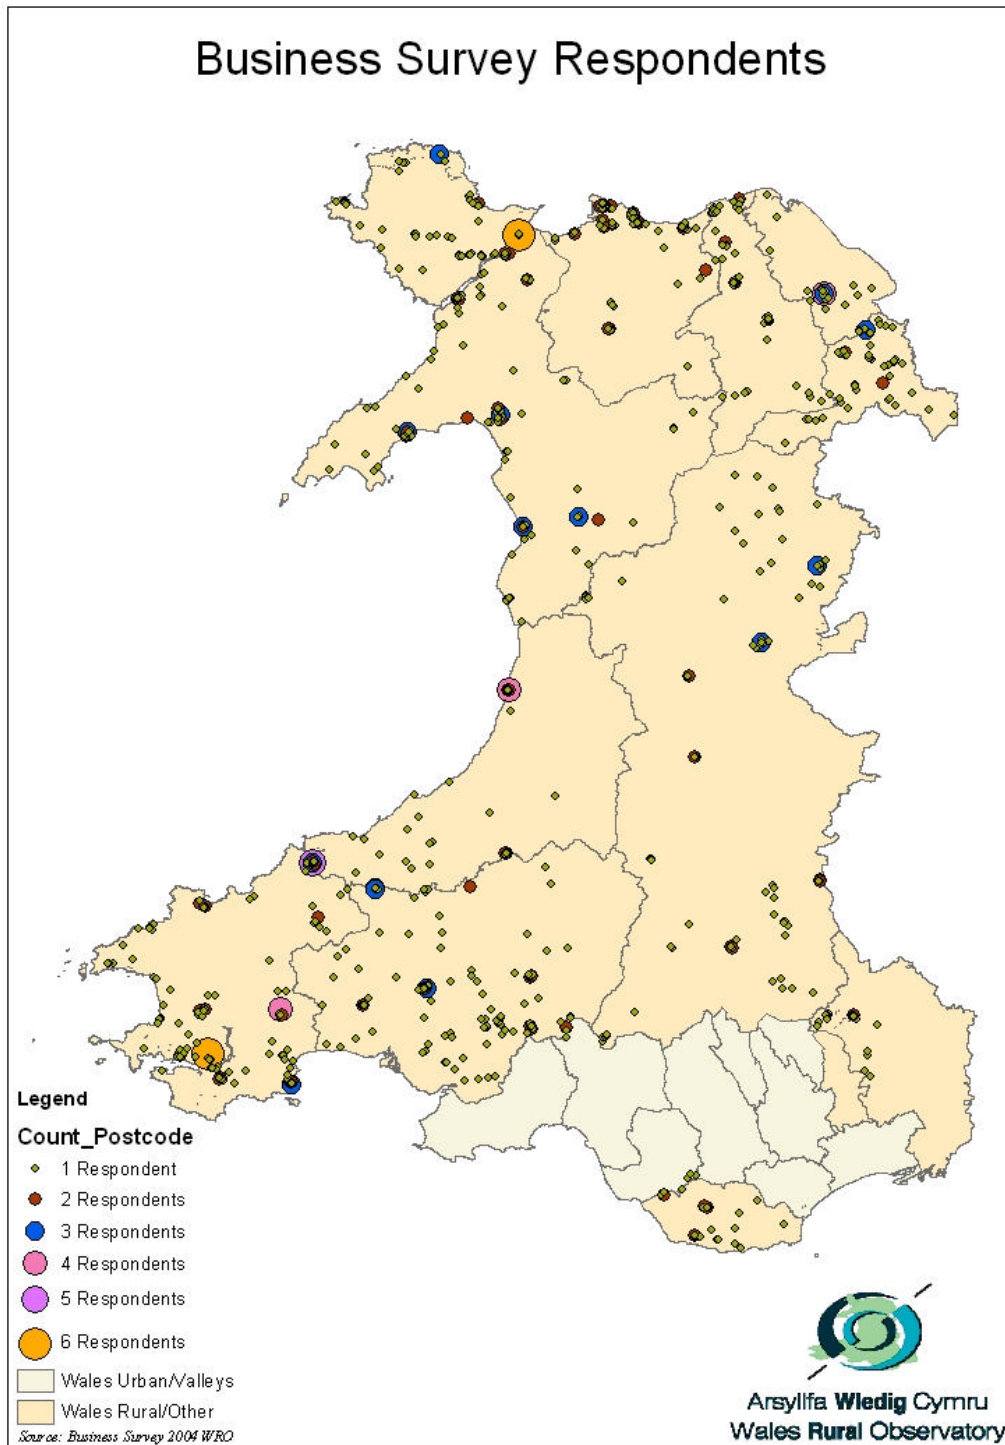 Business Survey Respondents
Legend
Count_Postcode
1 Respondent
2 Respondents
3 Respondents
4 Respondents
5 Respondents
6 Respondents
Wales Urban/Valleys
Wales Rural/Other
Source: Business Survey 2004 WRO
Arsyllfa Wledig Cymru
Wales Rural Observatory